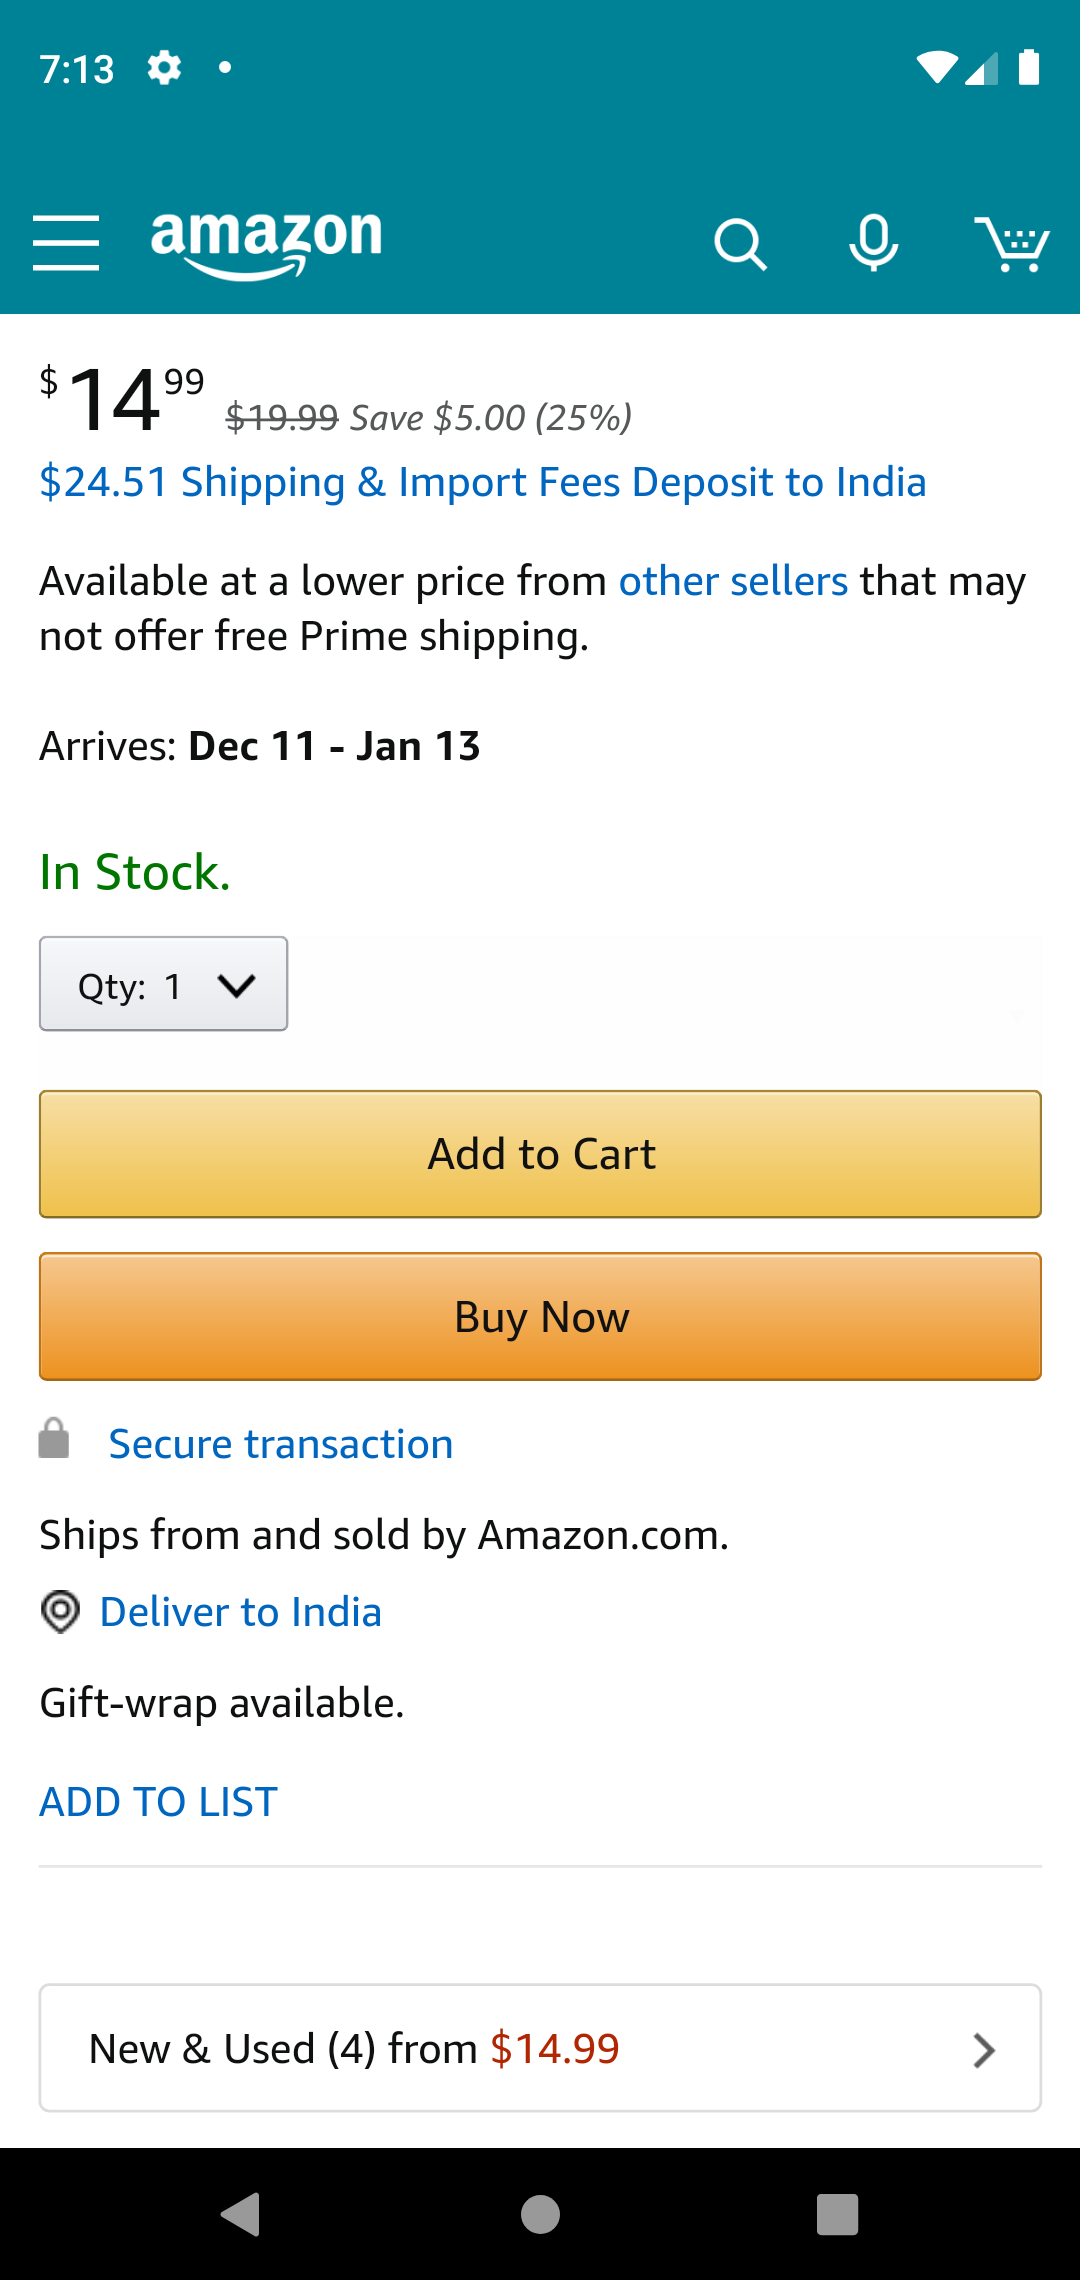 7:13
amazon
$14.99 $19.99 Save $5.00 (25%)
$24.51 Shipping & Import Fees Deposit to India
Available at a lower price from other sellers that may
not offer free Prime shipping.
Arrives: Dec 11 - Jan 13
In Stock.
Qty: 1
Add to Cart
Buy Now
Secure transaction
Ships from and sold by Amazon.com.
Deliver to India
Gift-wrap available.
ADD TO LIST
New & Used (4) from $14.99